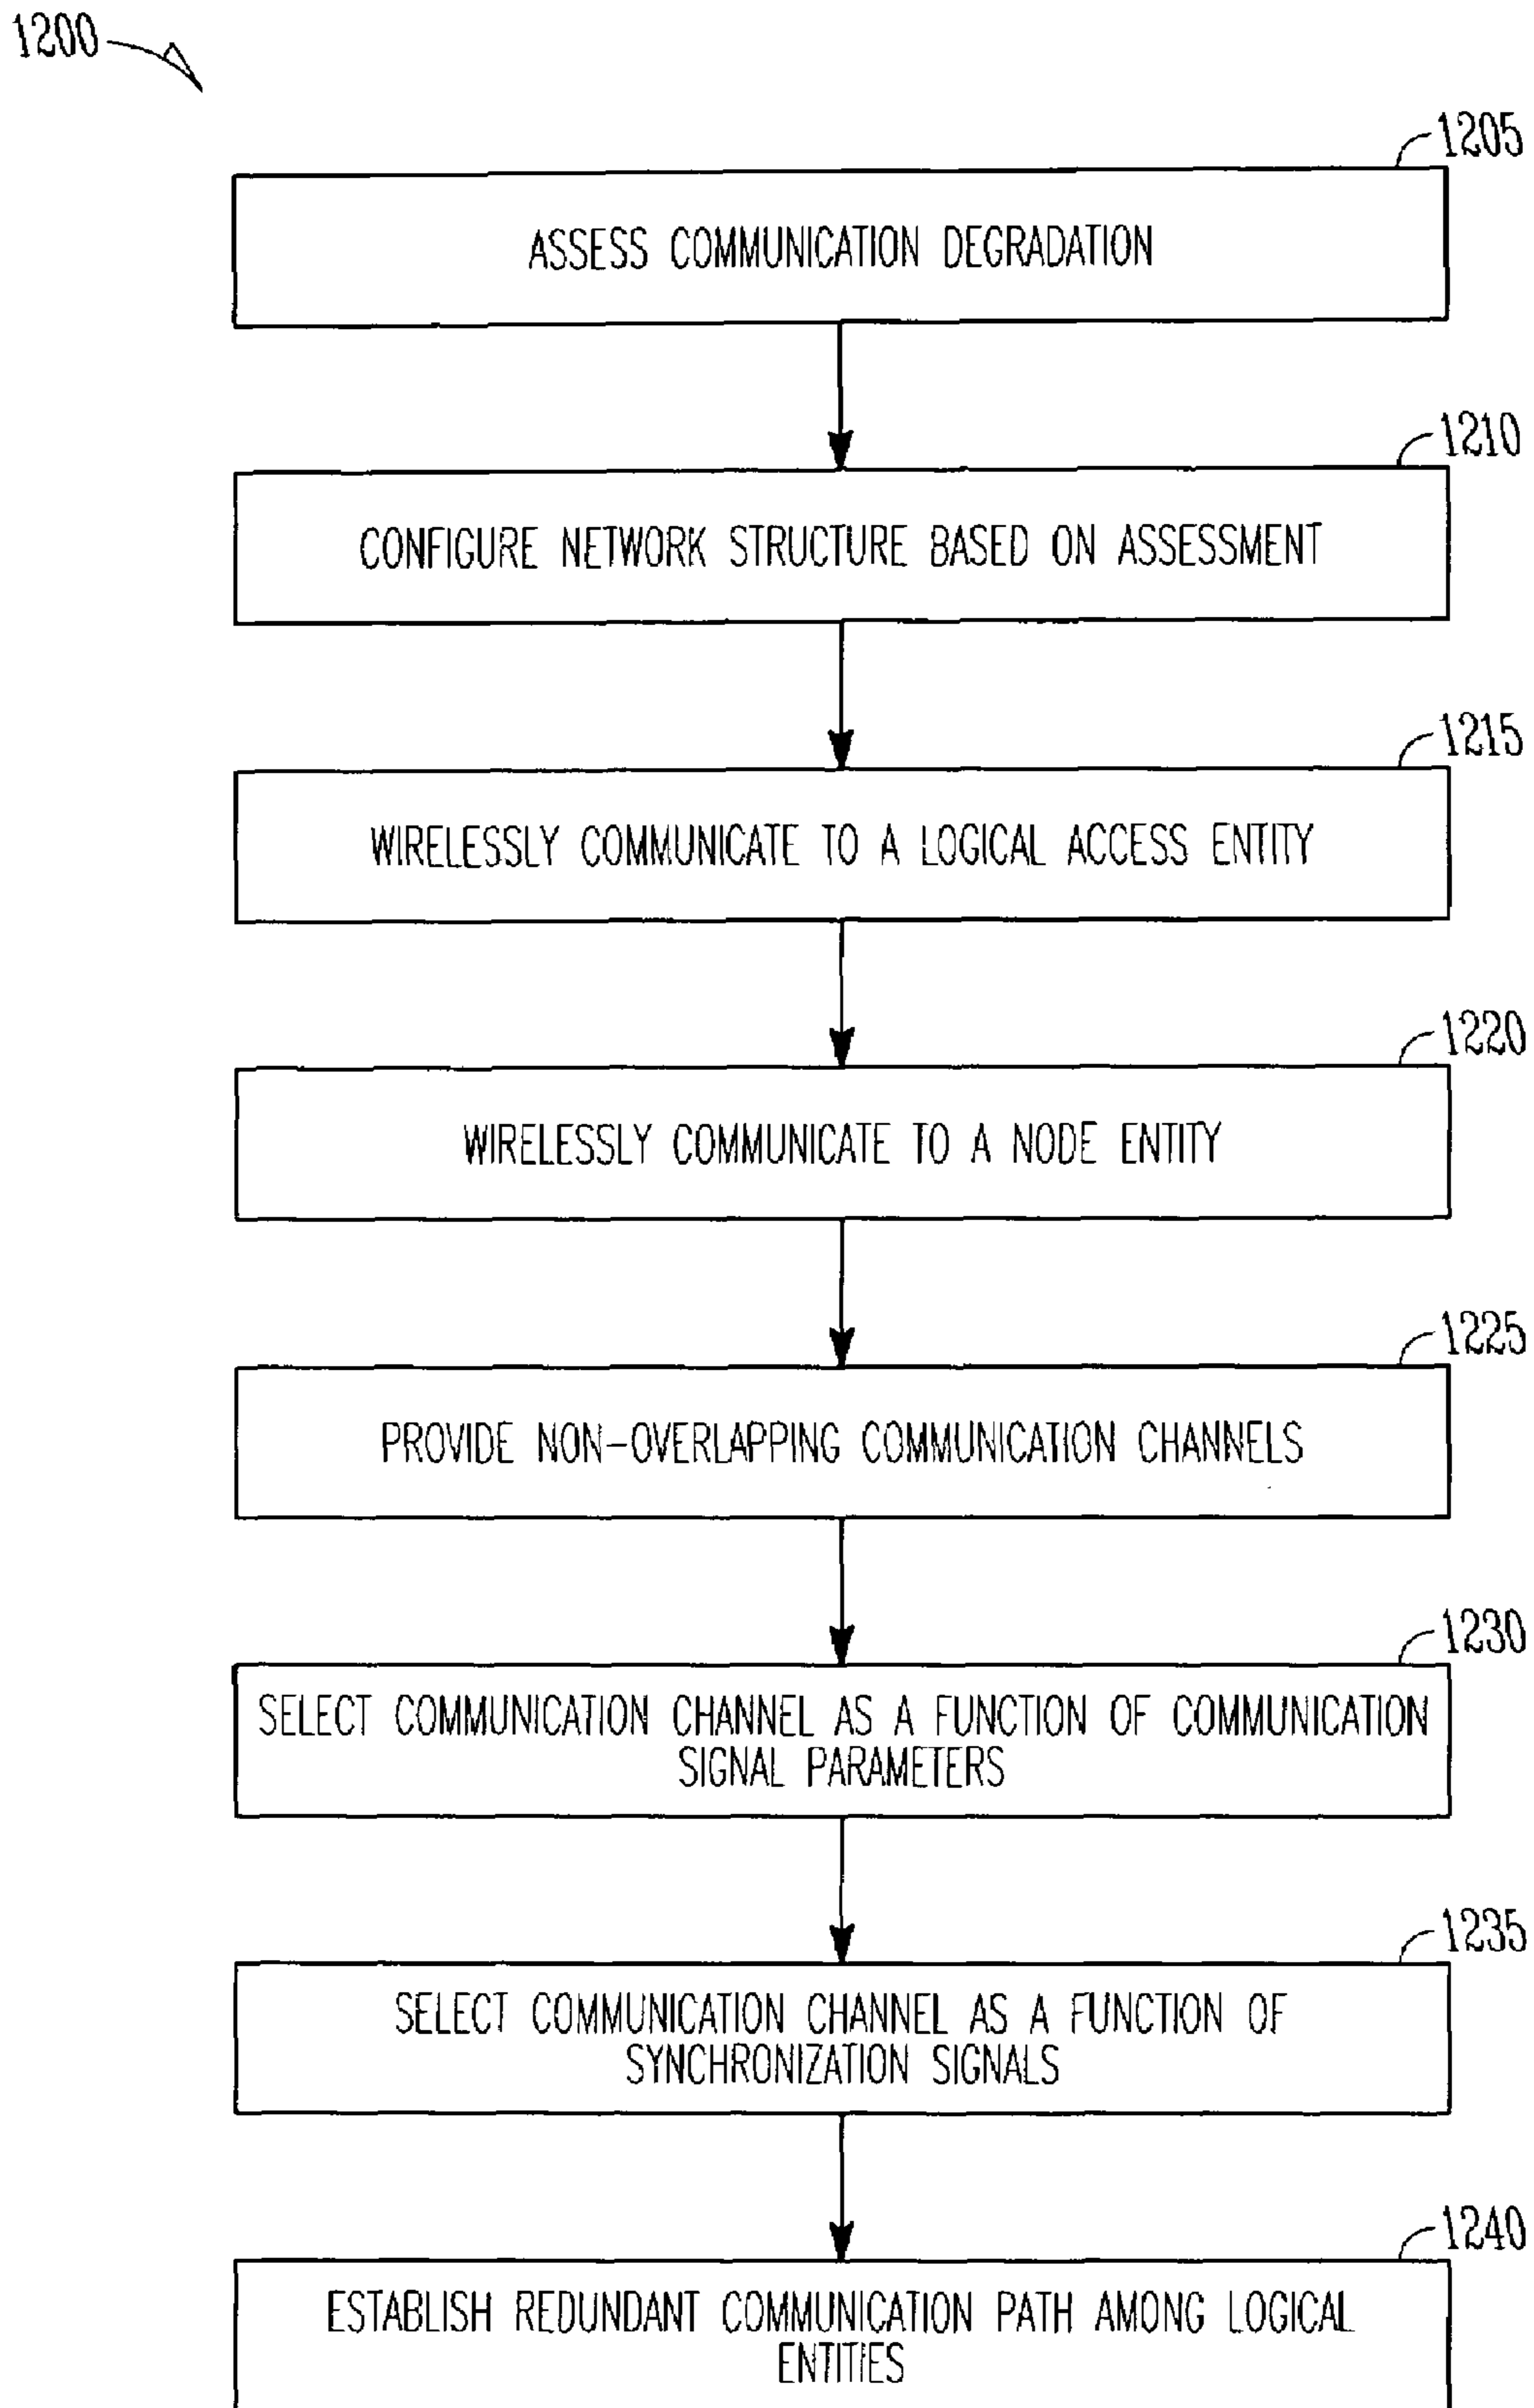 1200
1205
ASSESS COMMUNICATION DEGRADATION
1210
CONFIGURE NETWORK STRUCTURE BASED ON ASSESSMENT
1215
WIRELESSLY COMMUNICATE TO A LOGICAL ACCESS ENTITY
1220
WIRELESSLY COMMUNICATE TO A NODE ENTITY
1225
PROVIDE NON-OVERLAPPING COMMUNICATION CHANNELS
1230
SELECT COMMUNICATION CHANNEL AS A FUNCTION OF COMMUNICATION
SIGNAL PARAMETERS
1235
SELECT COMMUNICATION CHANNEL AS A FUNCTION OF
SYNCHRONIZATION SIGNALS
1240
ESTABLISH REDUNDANT COMMUNICATION PATH AMONG LOGICAL
ENTITIES